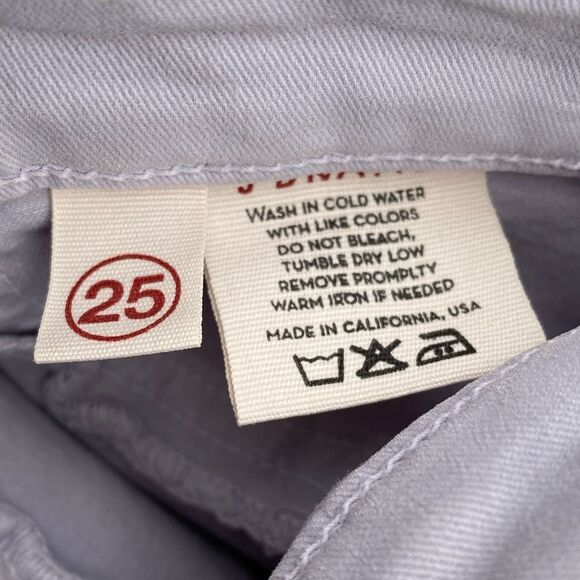 25
WASH IN COLD WATER
WITH LIKE COLORS
DO NOT BLEACH,
TUMBLE DRY LOW
REMOVE PROMPLTY
WARM IRON IF NEEDED
MADE IN CALIFORNIA, USA